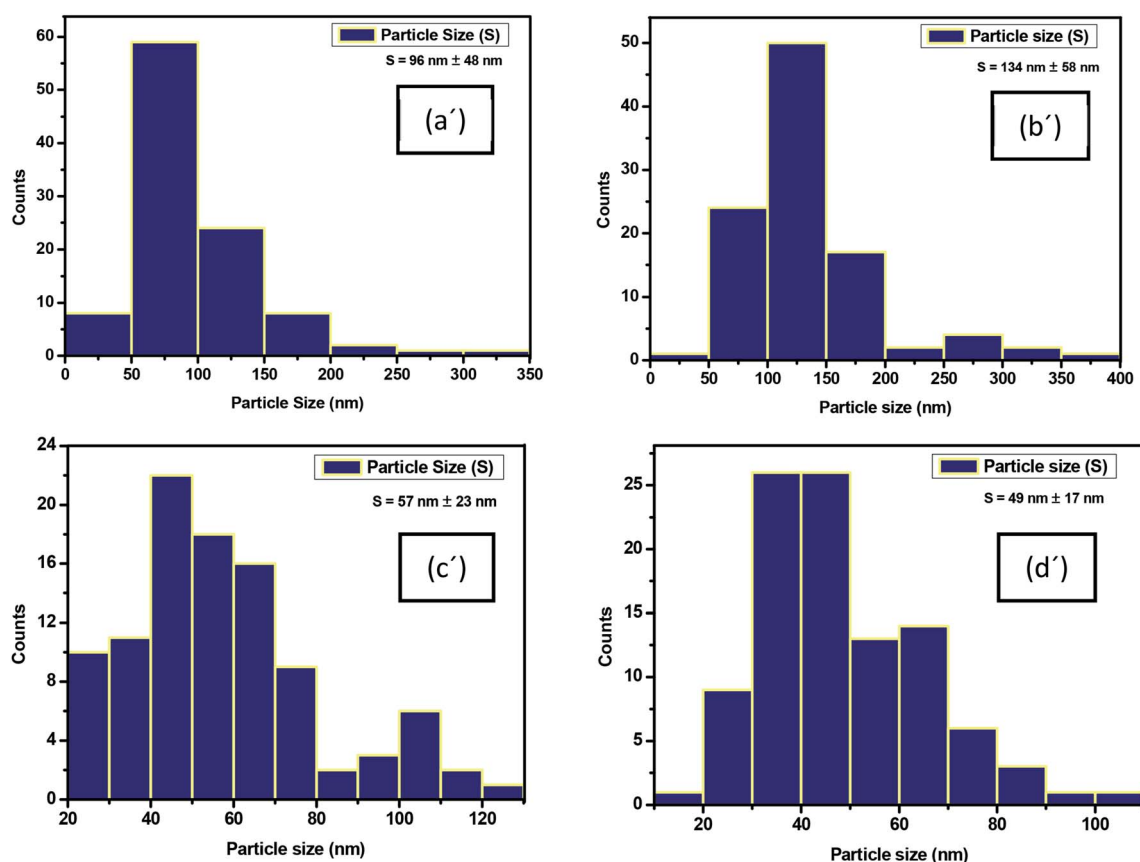 Particle Size (S)
S = 96 nm ± 48 nm
(a´)
Counts
60
50
40
30
20
10
0
0 50 100 150 200 250 300 350
Particle Size (nm)
Particle size (S)
S = 134 nm ± 58 nm
(b´)
Counts
50
40
30
20
10
0
0 50 100 150 200 250 300 350 400
Particle size (nm)
Particle Size (S)
S = 57 nm ± 23 nm
(c´)
Counts
24
20
16
12
8
4
0
20 40 60 80 100 120
Particle size (nm)
Particle size (S)
S = 49 nm ± 17 nm
(d´)
Counts
25
20
15
10
5
0
20 40 60 80 100
Particle size (nm)